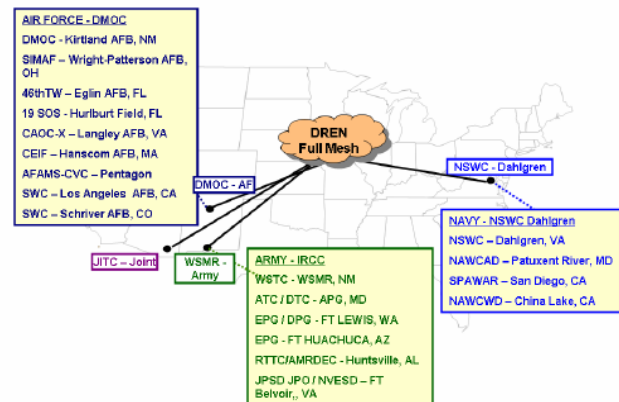 AIR FORCE - DMOC
DMOC - Kirtland AFB, NM
SIMAF – Wright-Patterson AFB,
OH
46thTW – Eglin AFB, FL
19 SOS - Hurlburt Field, FL
CAOC-X – Langley AFB, VA
CEIF – Hanscom AFB, MA
AFAMS-CVC – Pentagon
SWC – Los Angeles AFB, CA
SWC – Schriver AFB, CO
DREN
Full Mesh
DMOC - AF
NSWC - Dahlgren
JITC – Joint
WSMR -
Army
ARMY - IRCC
WSTC - WSMR, NM
ATC / DTC - APG, MD
EPG / DPG - FT LEWIS, WA
EPG - FT HUACHUCA, AZ
RTTC/AMRDEC - Huntsville, AL
JPSD JPO / NVESD – FT
Belvoir,, VA
NAVY - NSWC Dahlgren
NSWC – Dahlgren, VA
NAWCAD – Patuxent River, MD
SPAWAR – San Diego, CA
NAWCWD – China Lake, CA